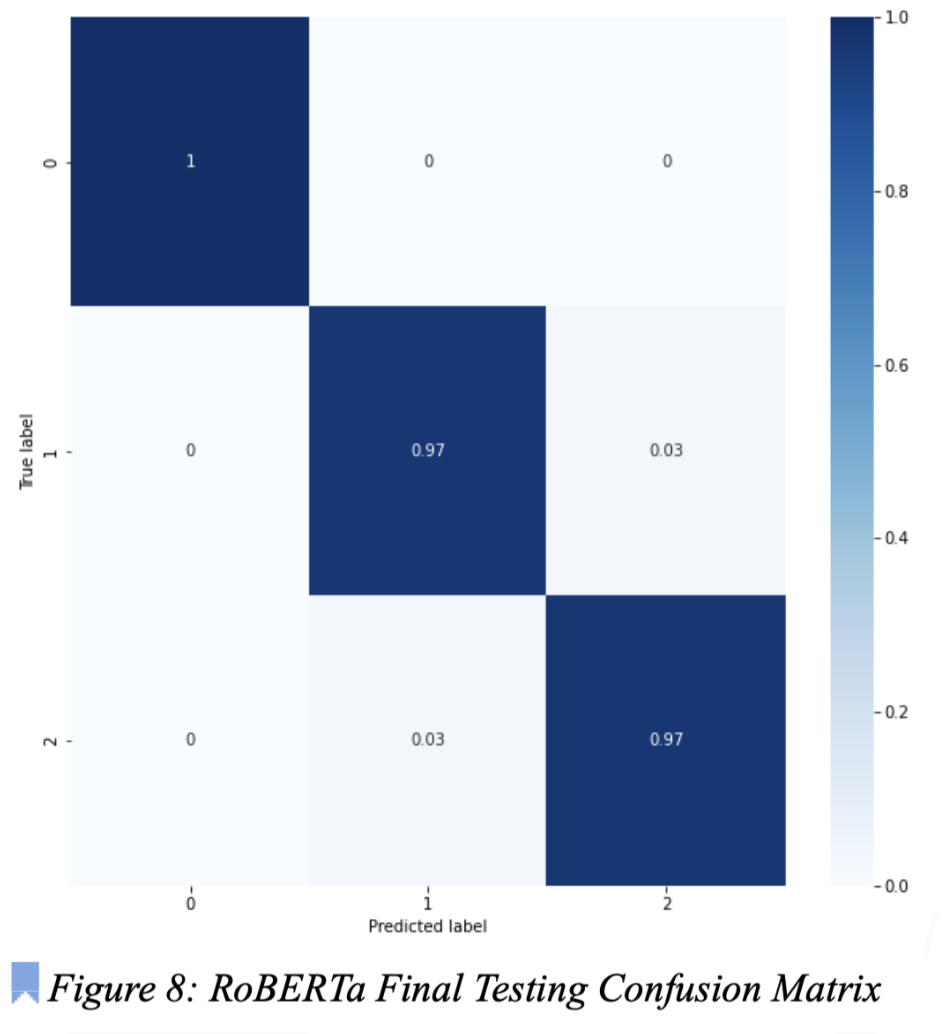 1.0
0
1 0 0
0.8
0.6
True label
1
0 0.97 0.03
0.4
0.2
2
0 0.03 0.97
0.0
0 1 2
Predicted label
Figure 8: RoBERTa Final Testing Confusion Matrix